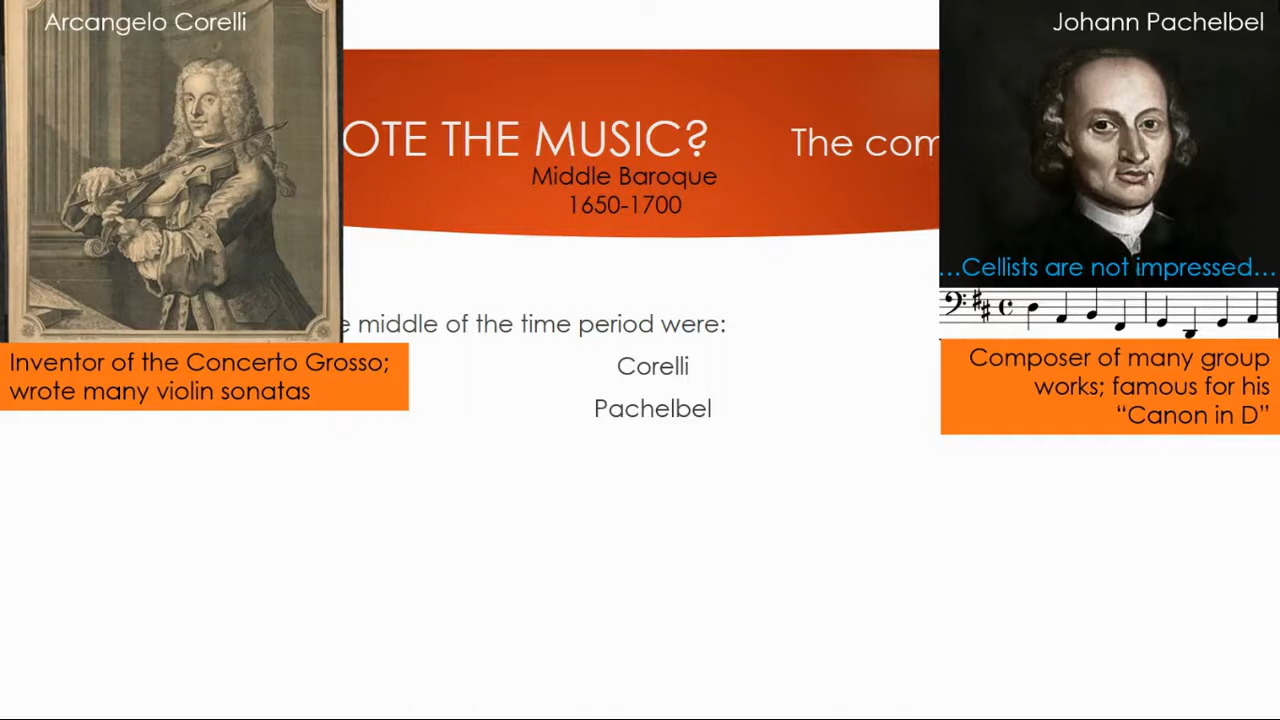 Arcangelo Corelli
Johann Pachelbel
OTE THE MUSIC? The com
Middle Baroque
1650-1700
…Cellists are not impressed…
e middle of the time period were:
Corelli
Pachelbel
Inventor of the Concerto Grosso;
wrote many violin sonatas
Composer of many group
works; famous for his
“Canon in D”